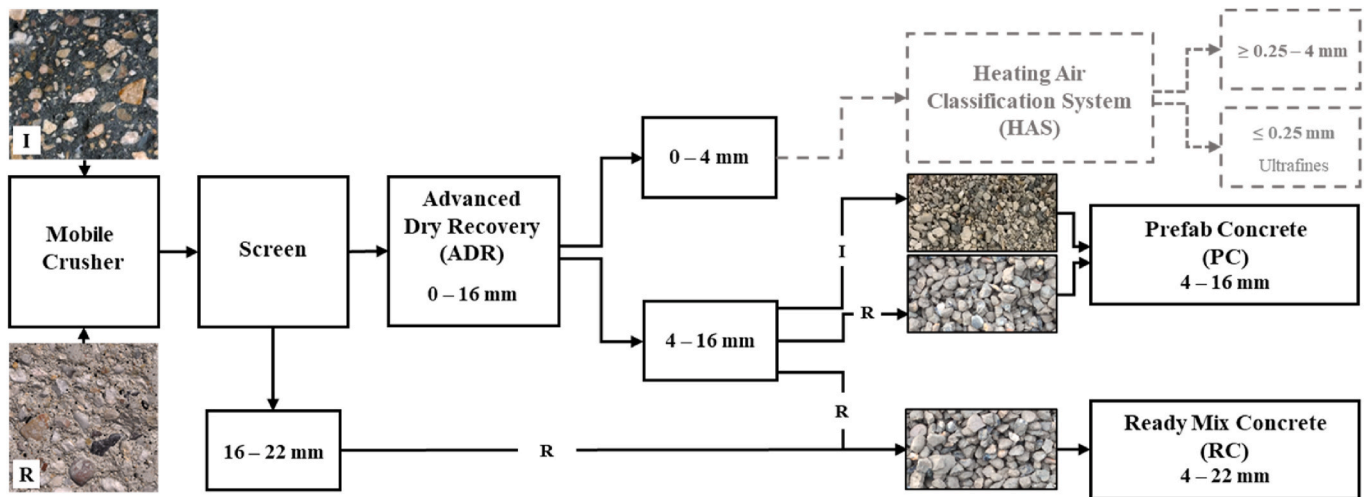 I
Mobile
Crusher
R
Screen
16 – 22 mm
Advanced
Dry Recovery
(ADR)
0 – 16 mm
0 – 4 mm
4 – 16 mm
Heating Air
Classification System
(HAS)
≥ 0.25 – 4 mm
≤ 0.25 mm
Ultrafines
I
R
R
R
Prefab Concrete
(PC)
4 – 16 mm
Ready Mix Concrete
(RC)
4 – 22 mm